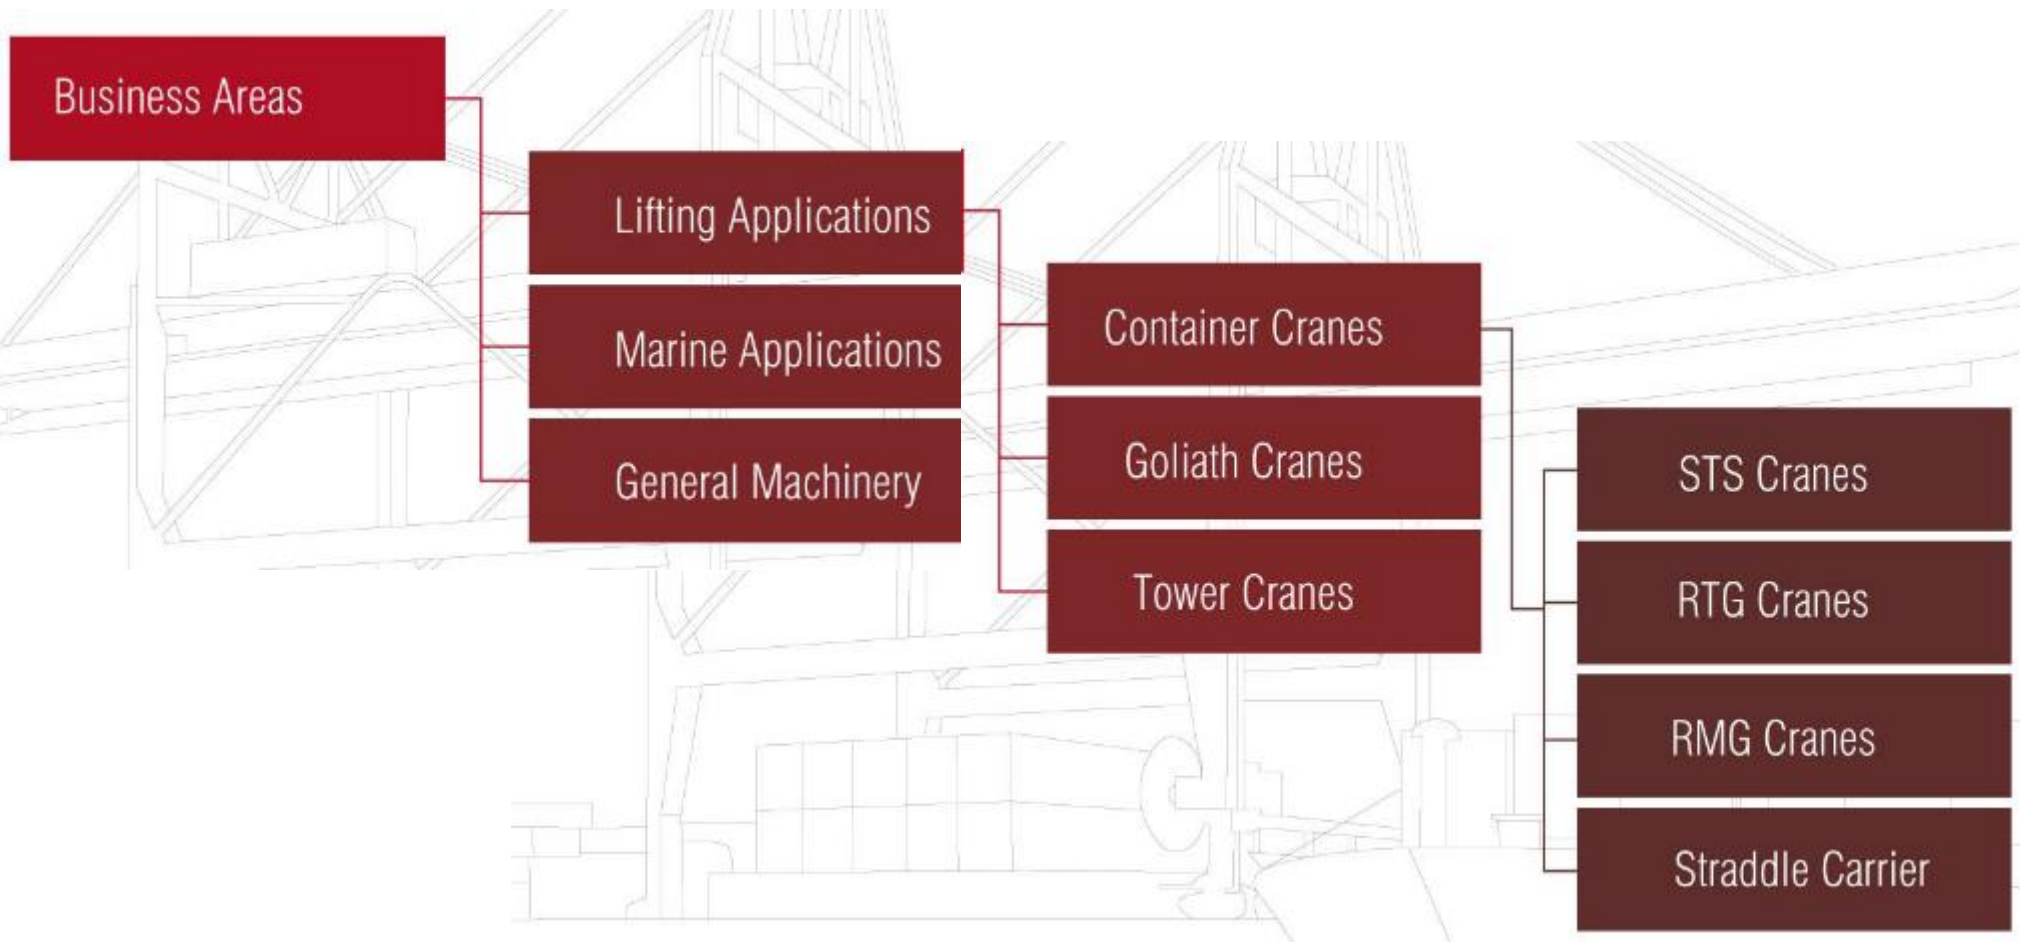 Business Areas
Lifting Applications
Marine Applications
General Machinery
Container Cranes
Goliath Cranes
Tower Cranes
STS Cranes
RTG Cranes
RMG Cranes
Straddle Carrier